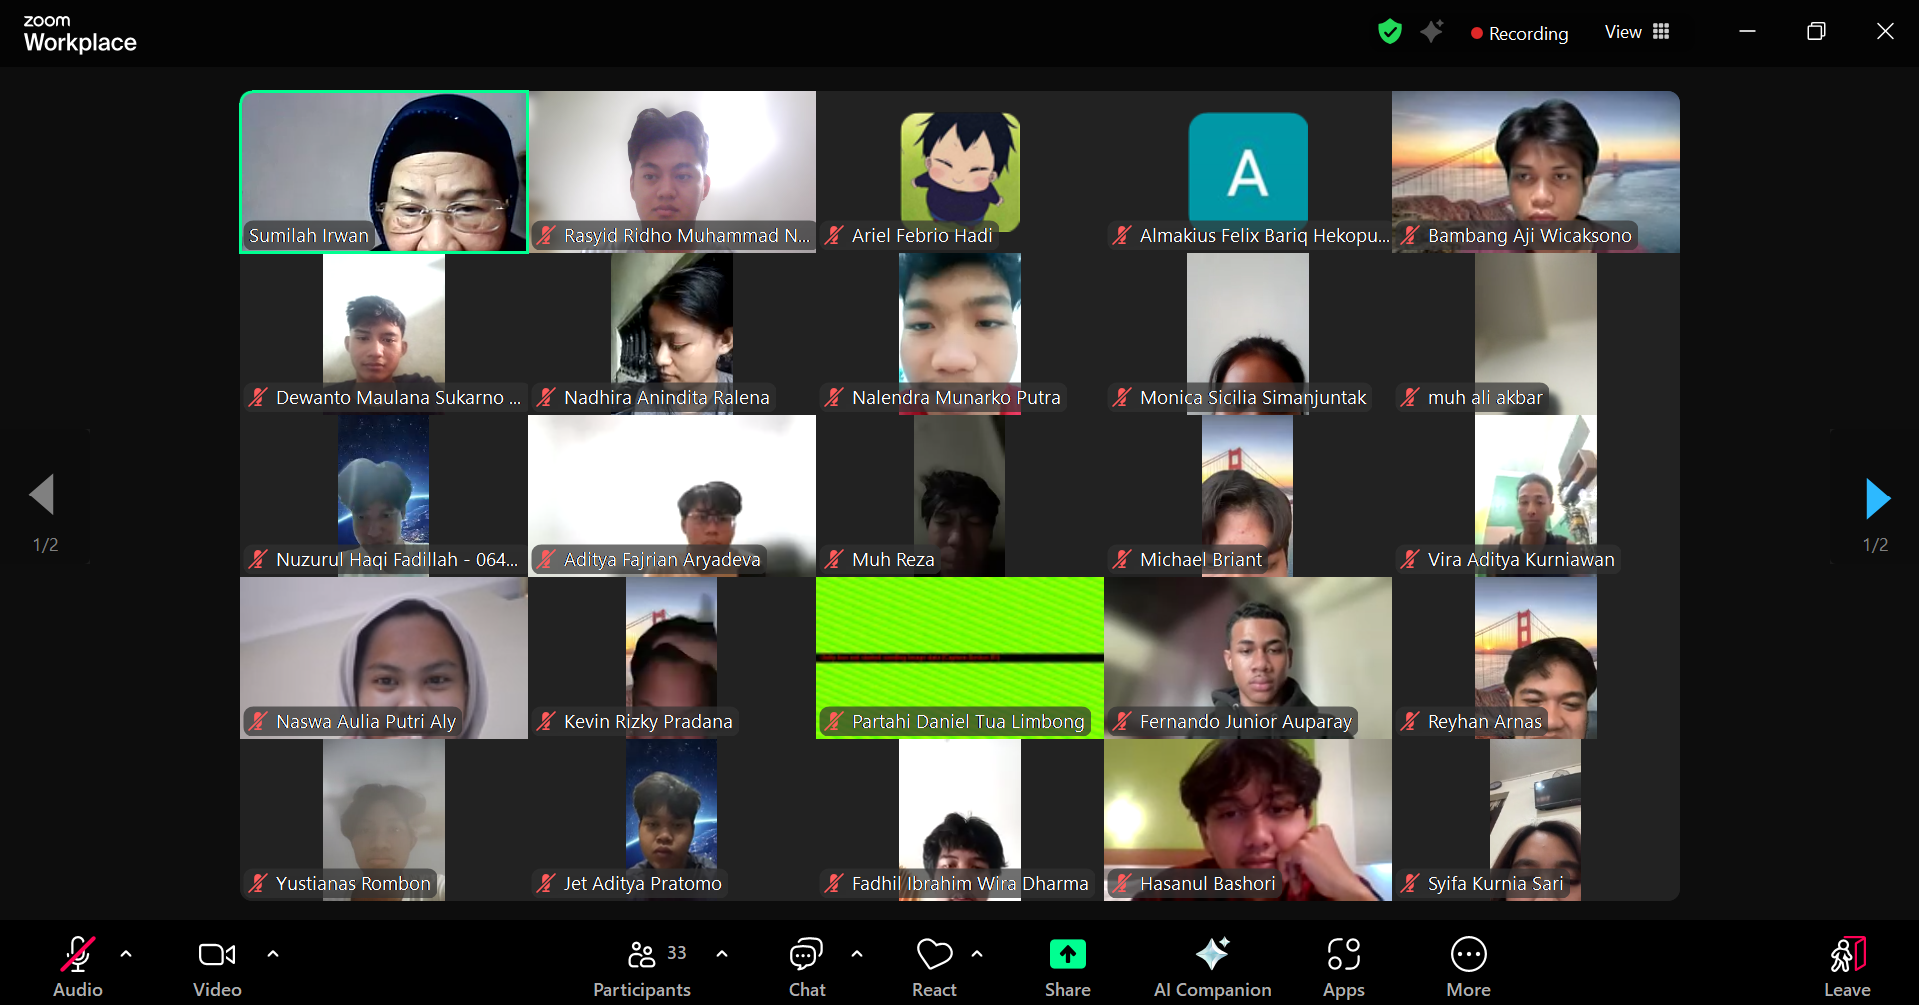 zoom
Workplace
Recording
View
Sumilah Irwan
Rasyid Ridho Muhammad N...
Ariel Febrio Hadi
A
Almakius Felix Bariq Hekopu...
Bambang Aji Wicaksono
Dewanto Maulana Sukarno ...
Nadhira Anindita Ralena
Nalendra Munarko Putra
Monica Sicilia Simanjuntak
muh ali akbar
1/2
Nuzurul Haqi Fadillah - 064...
Aditya Fajrian Aryadeva
Muh Reza
Michael Briant
Vira Aditya Kurniawan
1/2
Naswa Aulia Putri Aly
Kevin Rizky Pradana
Partahi Daniel Tua Limbong
Fernando Junior Auparay
Reyhan Arnas
Yustianas Rombon
Jet Aditya Pratomo
Fadhil Ibrahim Wira Dharma
Hasanul Bashori
Syifa Kurnia Sari
Audio
Video
33
Participants
Chat
React
Share
AI Companion
Apps
More
Leave